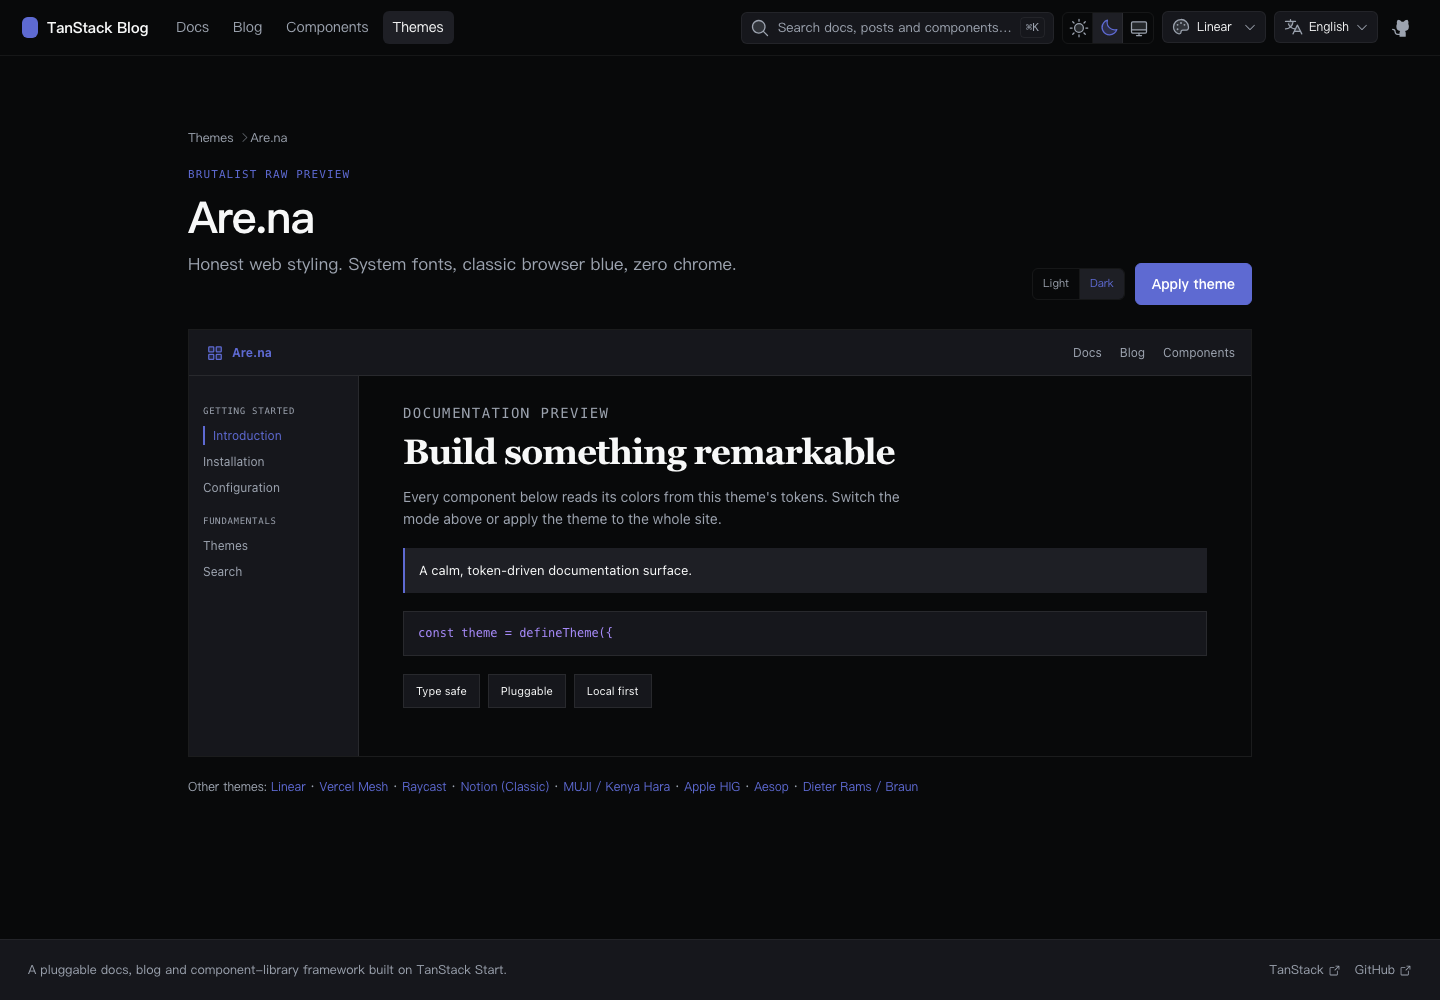 TanStack Blog Docs Blog Components Themes Search docs, posts and components... ⌘K Linear English
Themes > Are.na
BRUTALIST RAW PREVIEW
Are.na
Honest web styling. System fonts, classic browser blue, zero chrome.
Light Dark Apply theme
Are.na Docs Blog Components
GETTING STARTED
Introduction
Installation
Configuration
FUNDAMENTALS
Themes
Search
DOCUMENTATION PREVIEW
Build something remarkable
Every component below reads its colors from this theme's tokens. Switch the
mode above or apply the theme to the whole site.
A calm, token-driven documentation surface.
const theme = defineTheme({
Type safe Pluggable Local first
Other themes: Linear · Vercel Mesh · Raycast · Notion (Classic) · MUJI / Kenya Hara · Apple HIG · Aesop · Dieter Rams / Braun
A pluggable docs, blog and component-library framework built on TanStack Start. TanStack GitHub